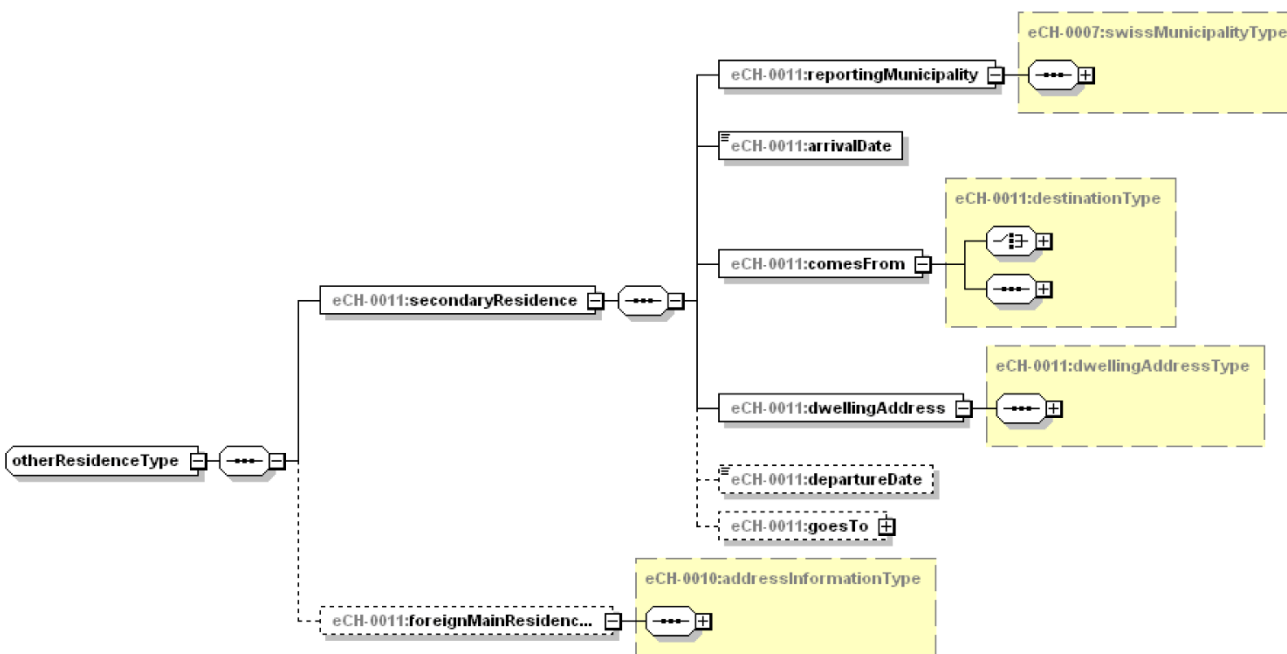 eCH-0007:swissMunicipalityType
eCH-0011:reportingMunicipality
eCH-0011:arrivalDate
eCH-0011:destinationType
eCH-0011:comesFrom
eCH-0011:secondaryResidence
eCH-0011:dwellingAddressType
eCH-0011:dwellingAddress
otherResidenceType
eCH-0011:departureDate
eCH-0011:goesTo
eCH-0010:addressInformationType
eCH-0011:foreignMainResidenc...